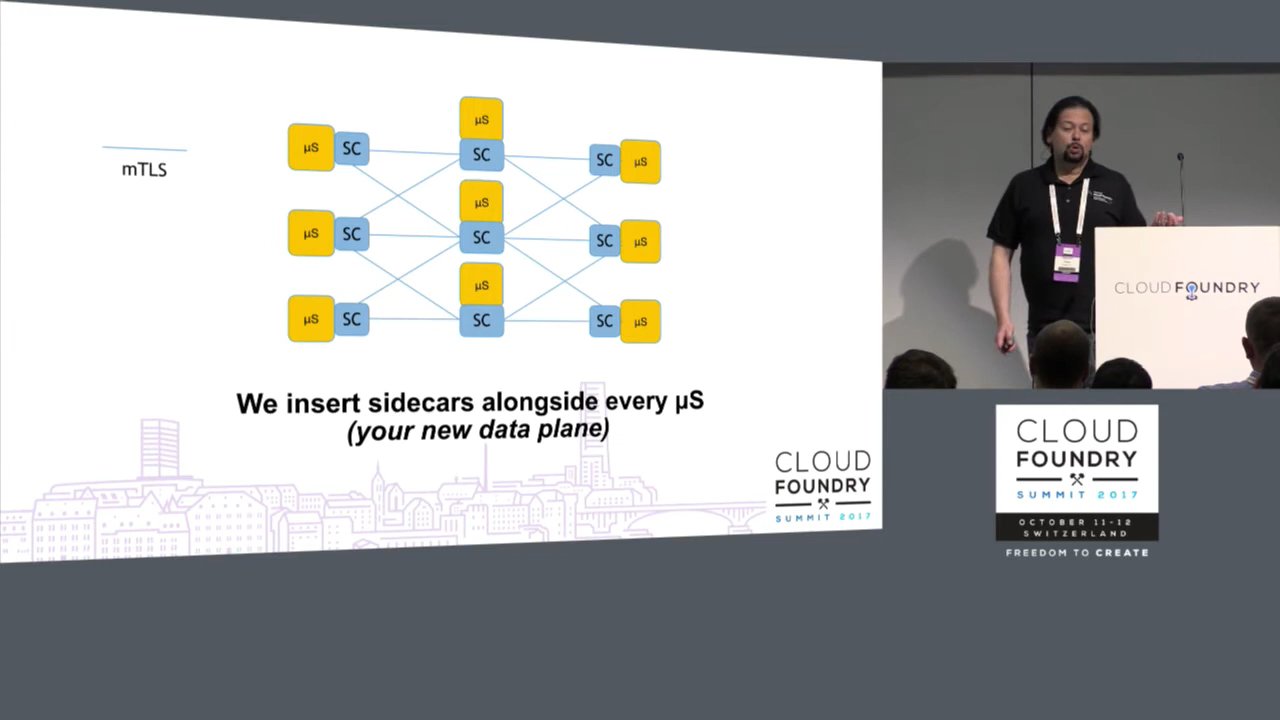 µS
µS SC
SC
SC µS
mTLS
µS
µS SC
SC
SC µS
µS
µS SC
SC
SC µS
We insert sidecars alongside every µS
(your new data plane)
CLOUD
FOUNDRY
SUMMIT 2017
CLOUD FOUNDRY
CLOUD
FOUNDRY
SUMMIT 2017
OCTOBER 11-12
SWITZERLAND
FREEDOM TO CREATE